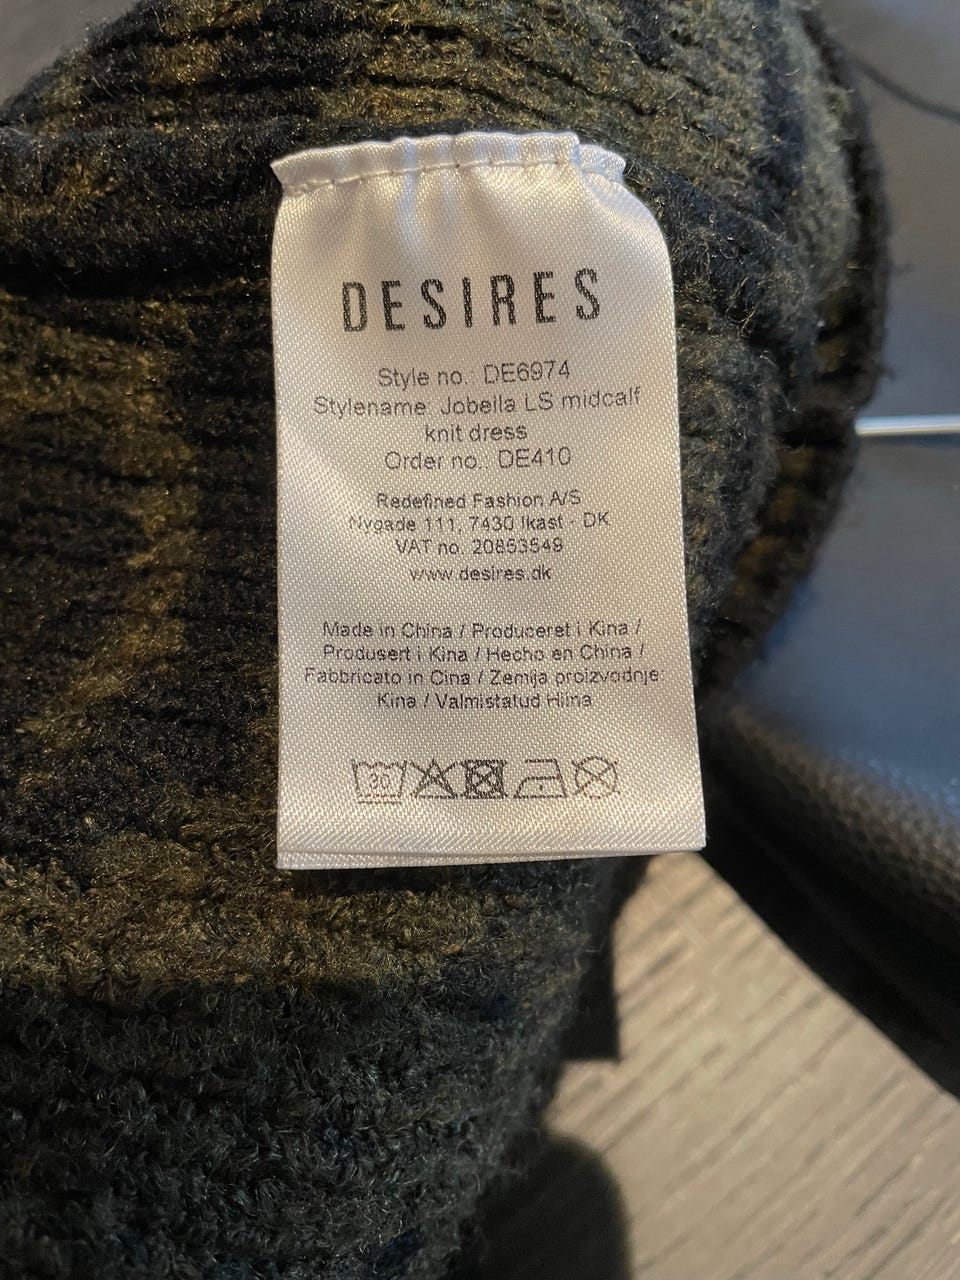 DESIRES
Style no.: DE6974
Stylename: Jobella LS midcalf
knit dress
Order no.: DE410
Redefined Fashion A/S
Nygade 111, 7430 Ikast - DK
VAT no. 20853549
www.desires.dk
Made in China / Produceret i Kina /
Produsert i Kina / Hecho en China /
Fabbricato in Cina / Zemija proizvodnje:
Kina / Valmistatud Hiina
30